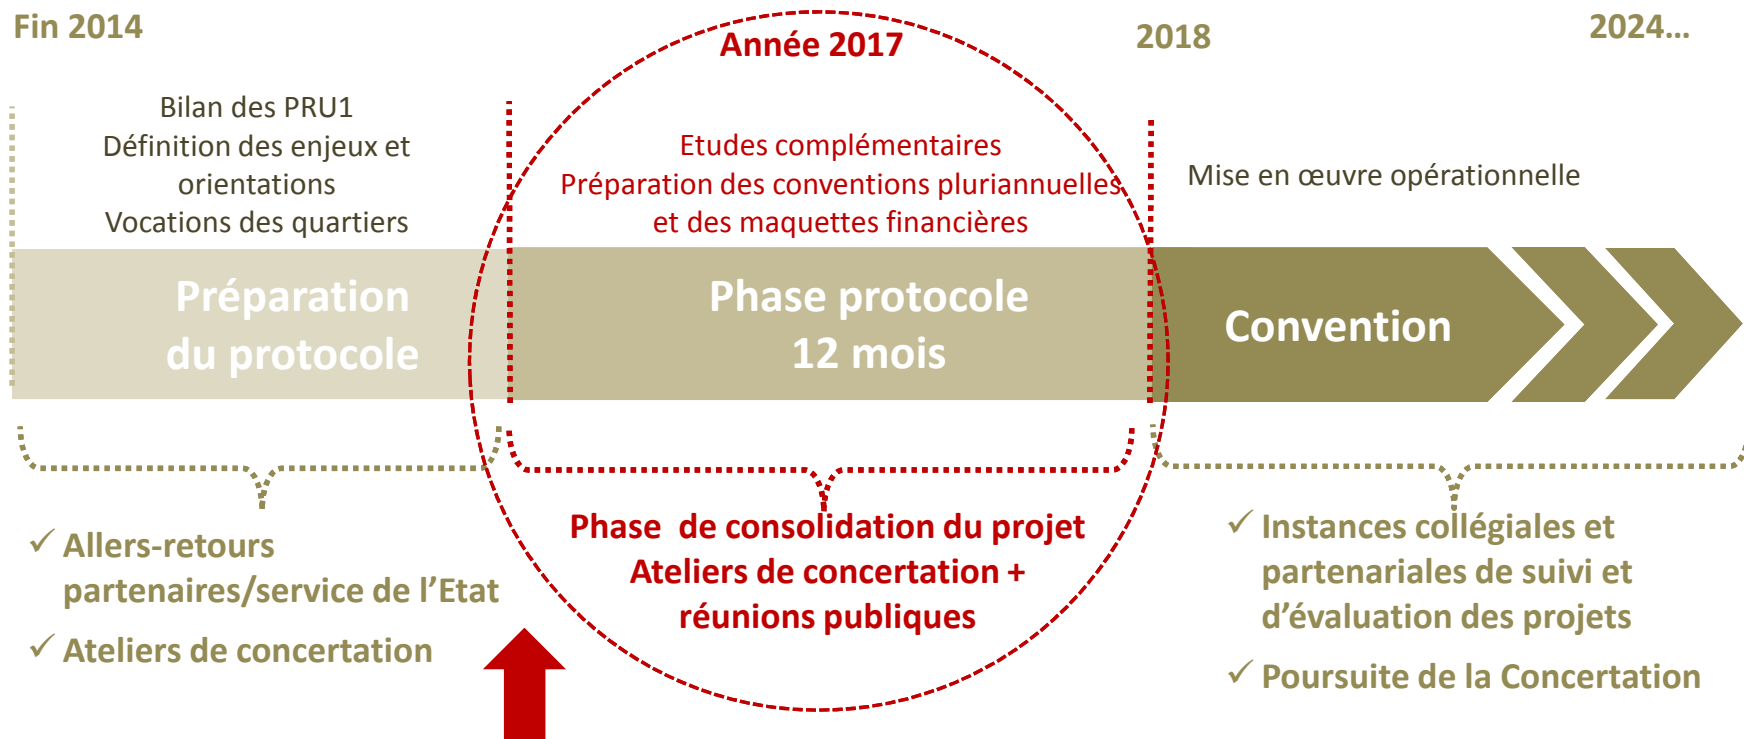 Fin 2014
Année 2017
2018
2024...
Bilan des PRU1
Définition des enjeux et
orientations
Vocations des quartiers
Etudes complémentaires
Préparation des conventions pluriannuelles
et des maquettes financières
Mise en œuvre opérationnelle
Préparation
du protocole
Phase protocole
12 mois
Convention
✓ Allers-retours
partenaires/service de l’Etat
✓ Ateliers de concertation
Phase de consolidation du projet
Ateliers de concertation +
réunions publiques
✓ Instances collégiales et
partenariales de suivi et
d’évaluation des projets
✓ Poursuite de la Concertation